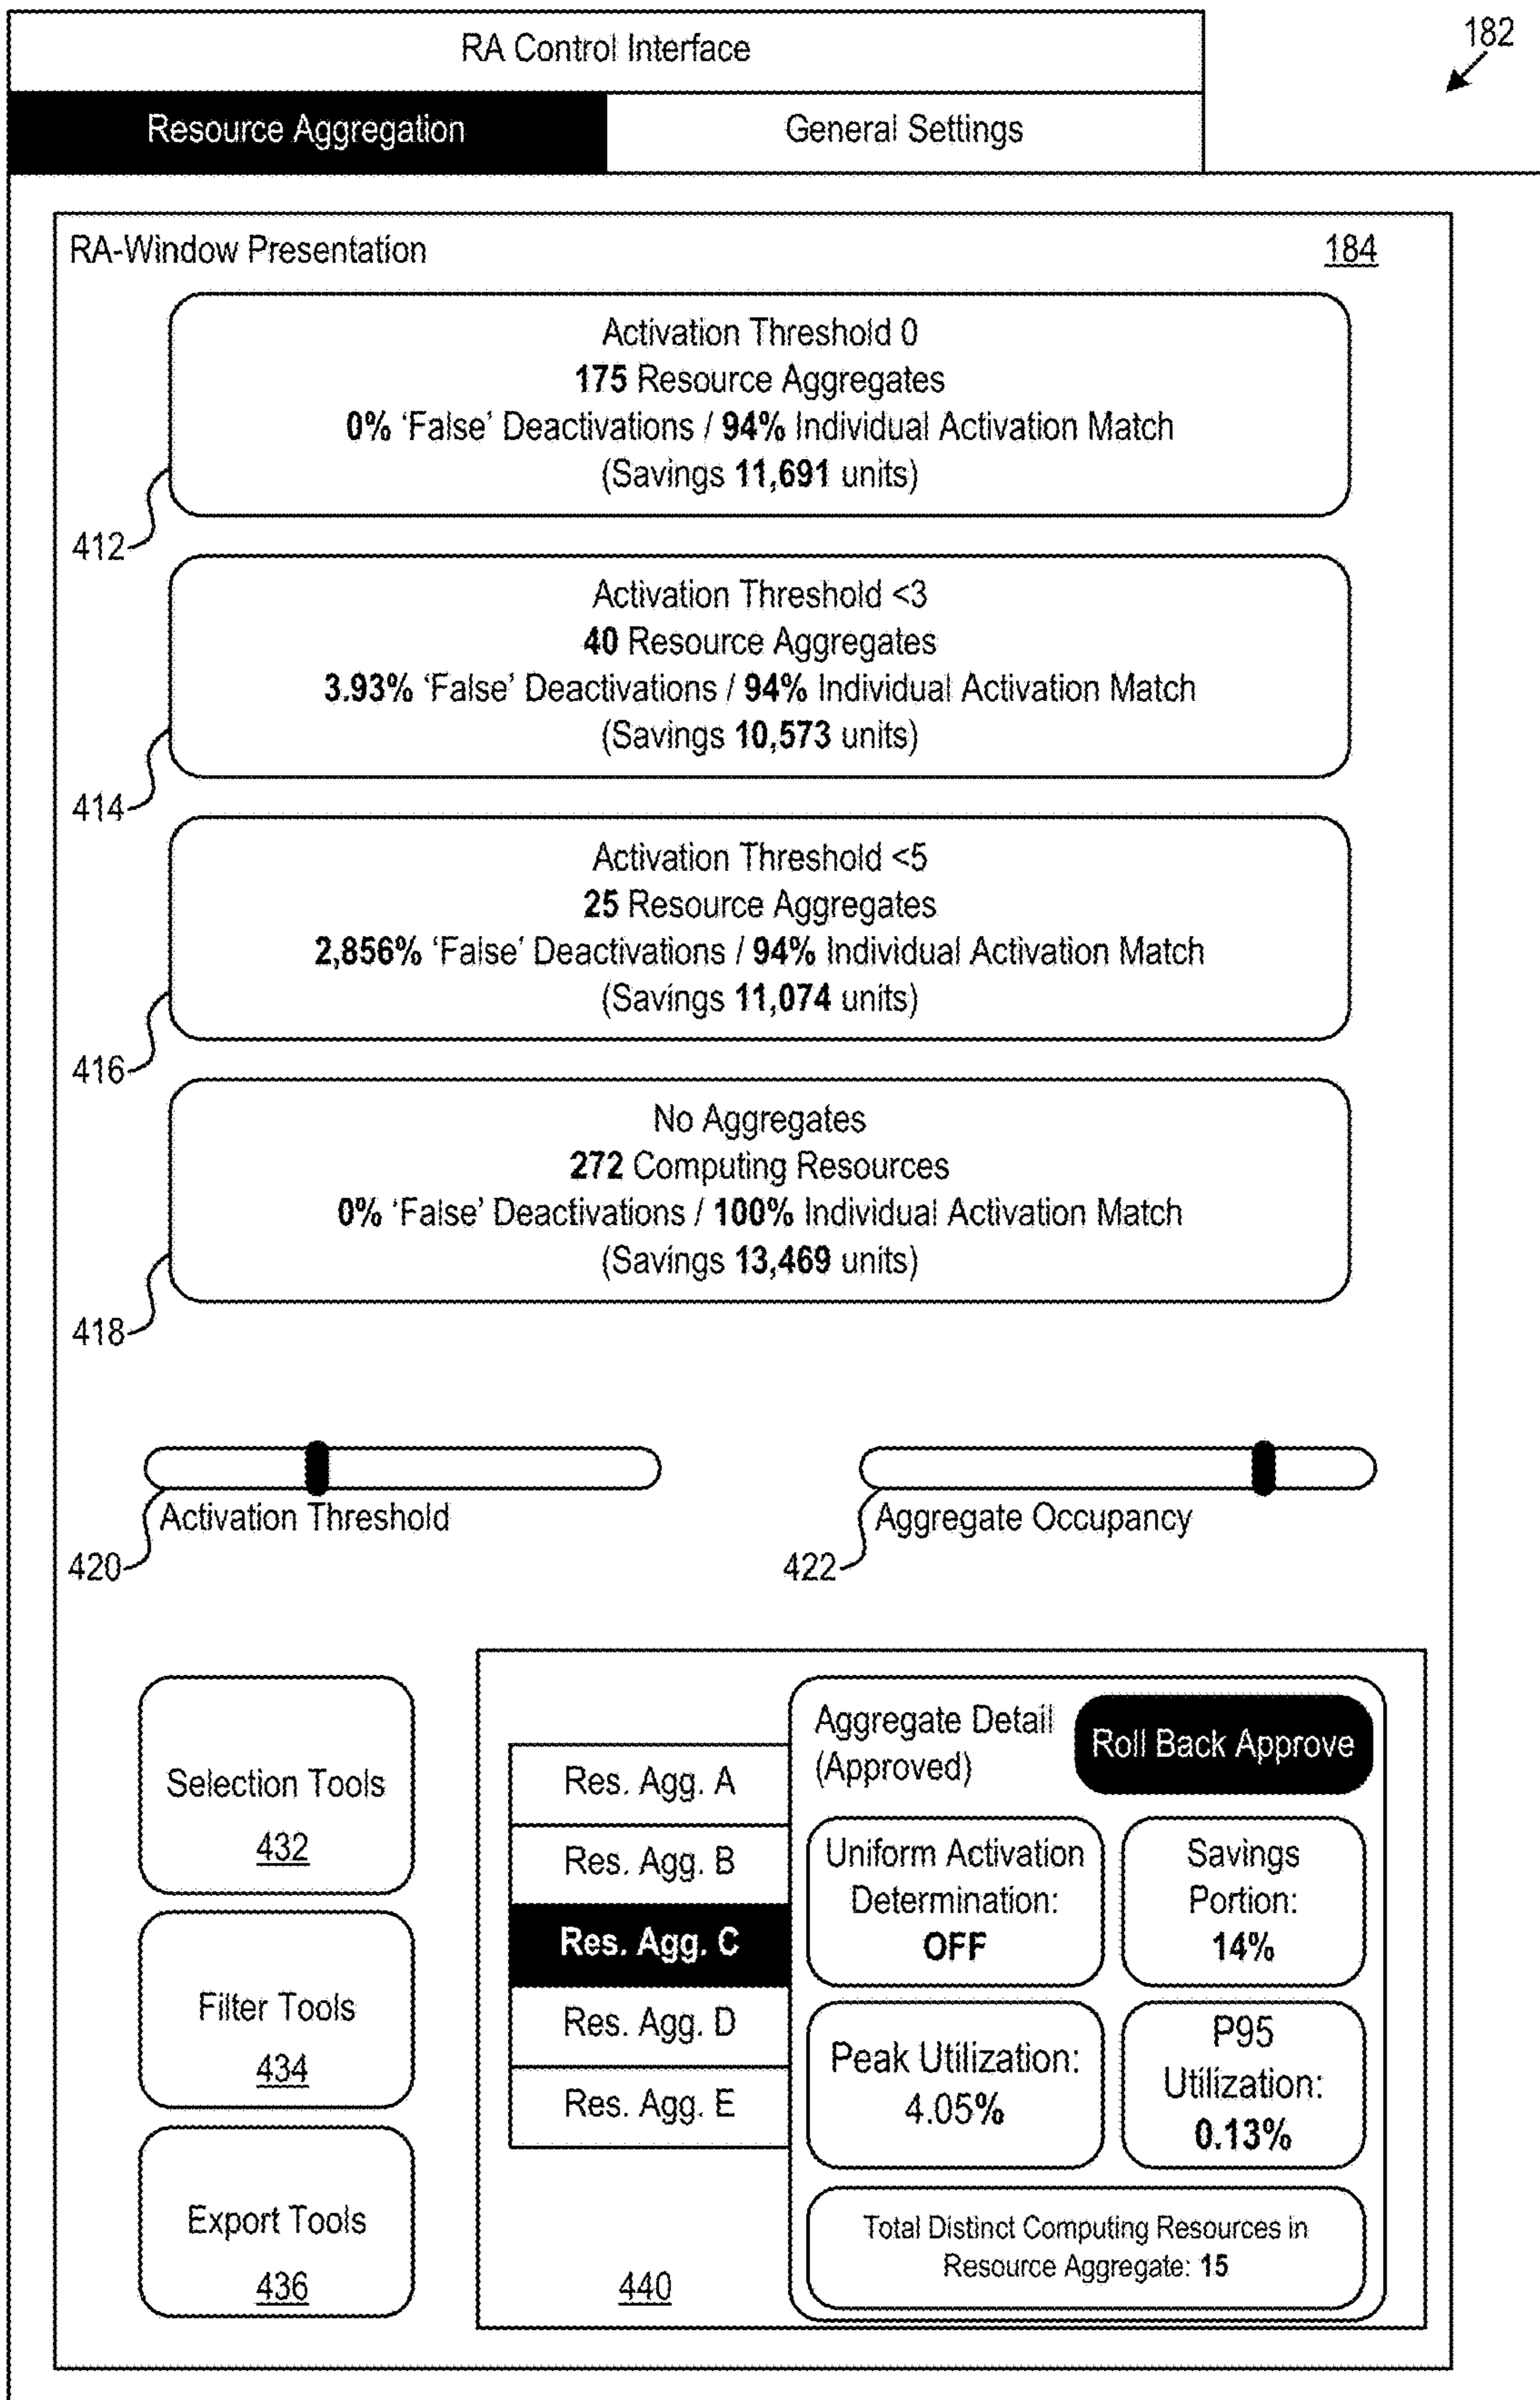 RA Control Interface
182
Resource Aggregation
General Settings
RA-Window Presentation
184
Activation Threshold 0
175 Resource Aggregates
0% 'False' Deactivations / 94% Individual Activation Match
(Savings 11,691 units)
412
Activation Threshold <3
40 Resource Aggregates
3.93% 'False' Deactivations / 94% Individual Activation Match
(Savings 10,573 units)
414
Activation Threshold <5
25 Resource Aggregates
2,856% 'False' Deactivations / 94% Individual Activation Match
(Savings 11,074 units)
416
No Aggregates
272 Computing Resources
0% 'False' Deactivations / 100% Individual Activation Match
(Savings 13,469 units)
418
Activation Threshold
420
Aggregate Occupancy
422
Selection Tools
432
Filter Tools
434
Export Tools
436
Res. Agg. A
Res. Agg. B
Res. Agg. C
Res. Agg. D
Res. Agg. E
440
Aggregate Detail
(Approved)
Roll Back Approve
Uniform Activation
Determination:
OFF
Savings
Portion:
14%
Peak Utilization:
4.05%
P95
Utilization:
0.13%
Total Distinct Computing Resources in
Resource Aggregate: 15